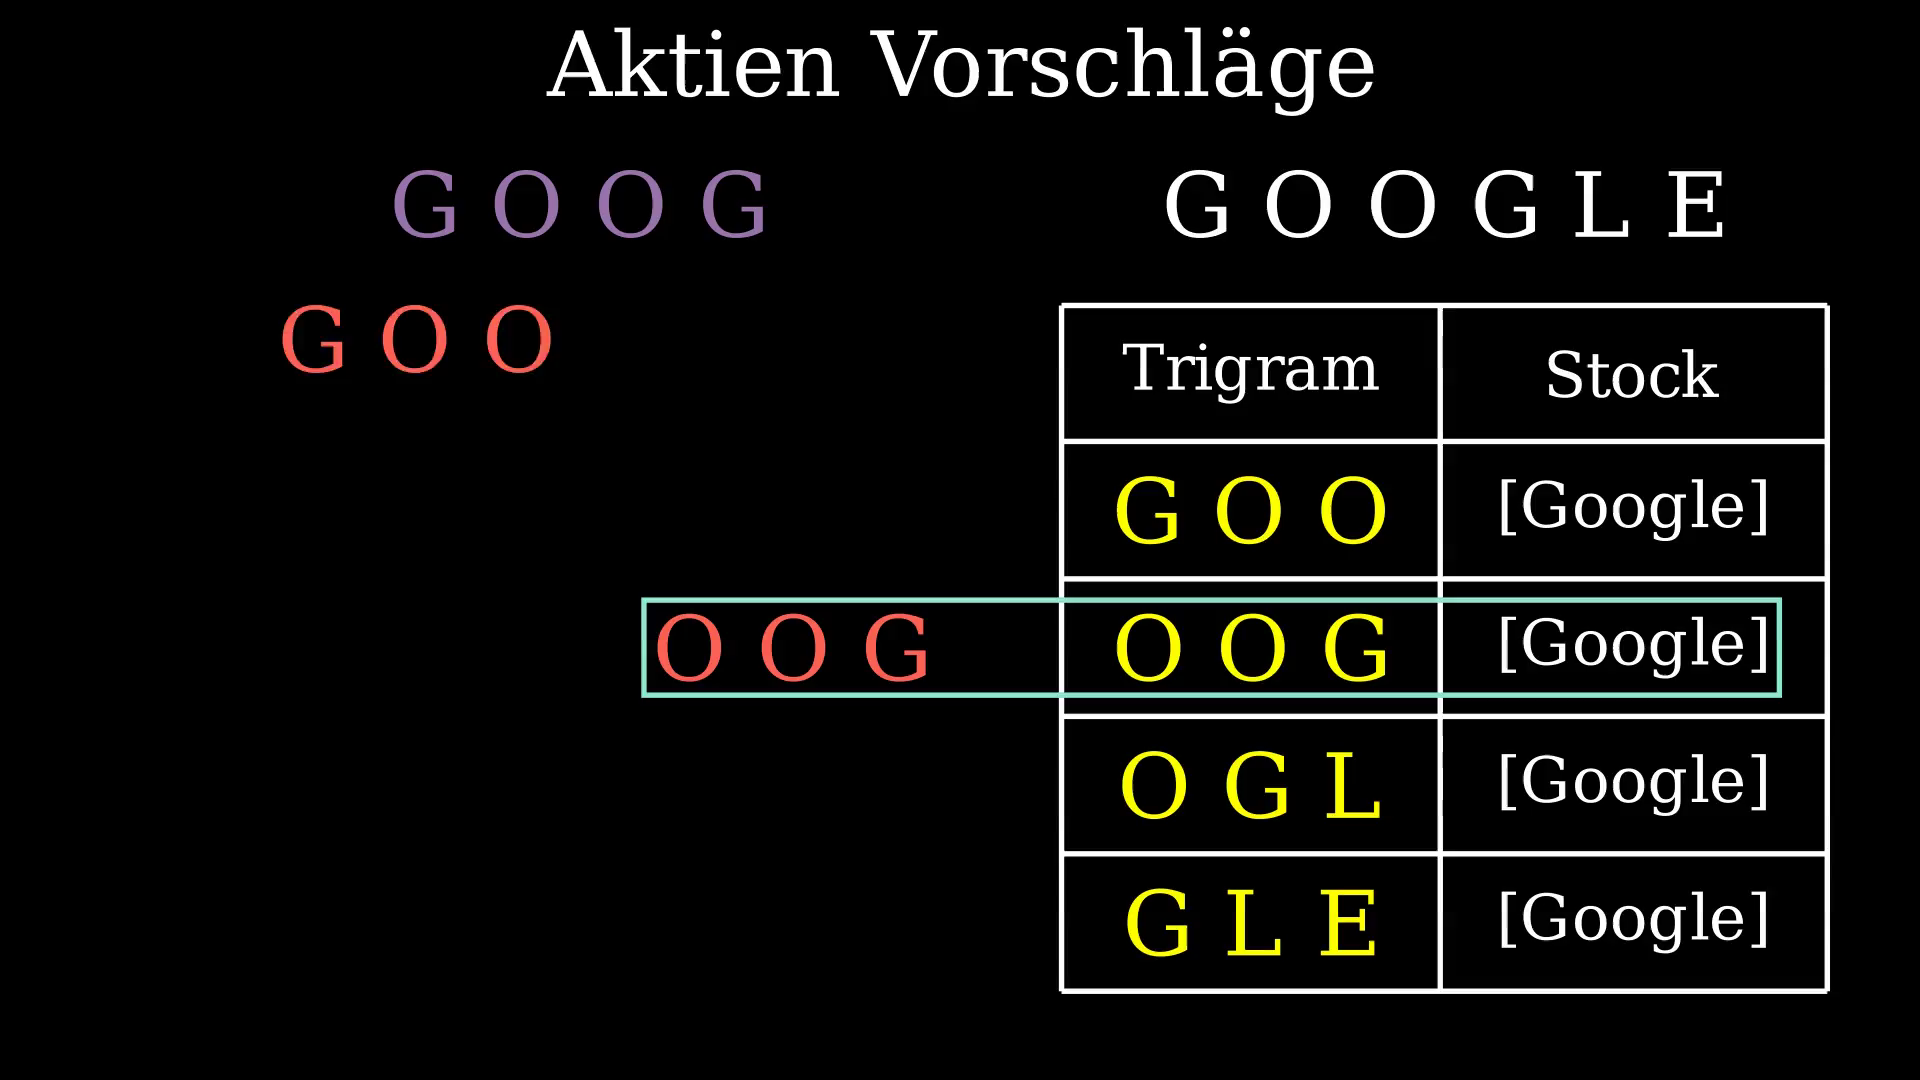 Aktien Vorschläge
G O O G
G O O G L E
G O O
Trigram Stock
G O O [Google]
O O G O O G [Google]
O G L [Google]
G L E [Google]